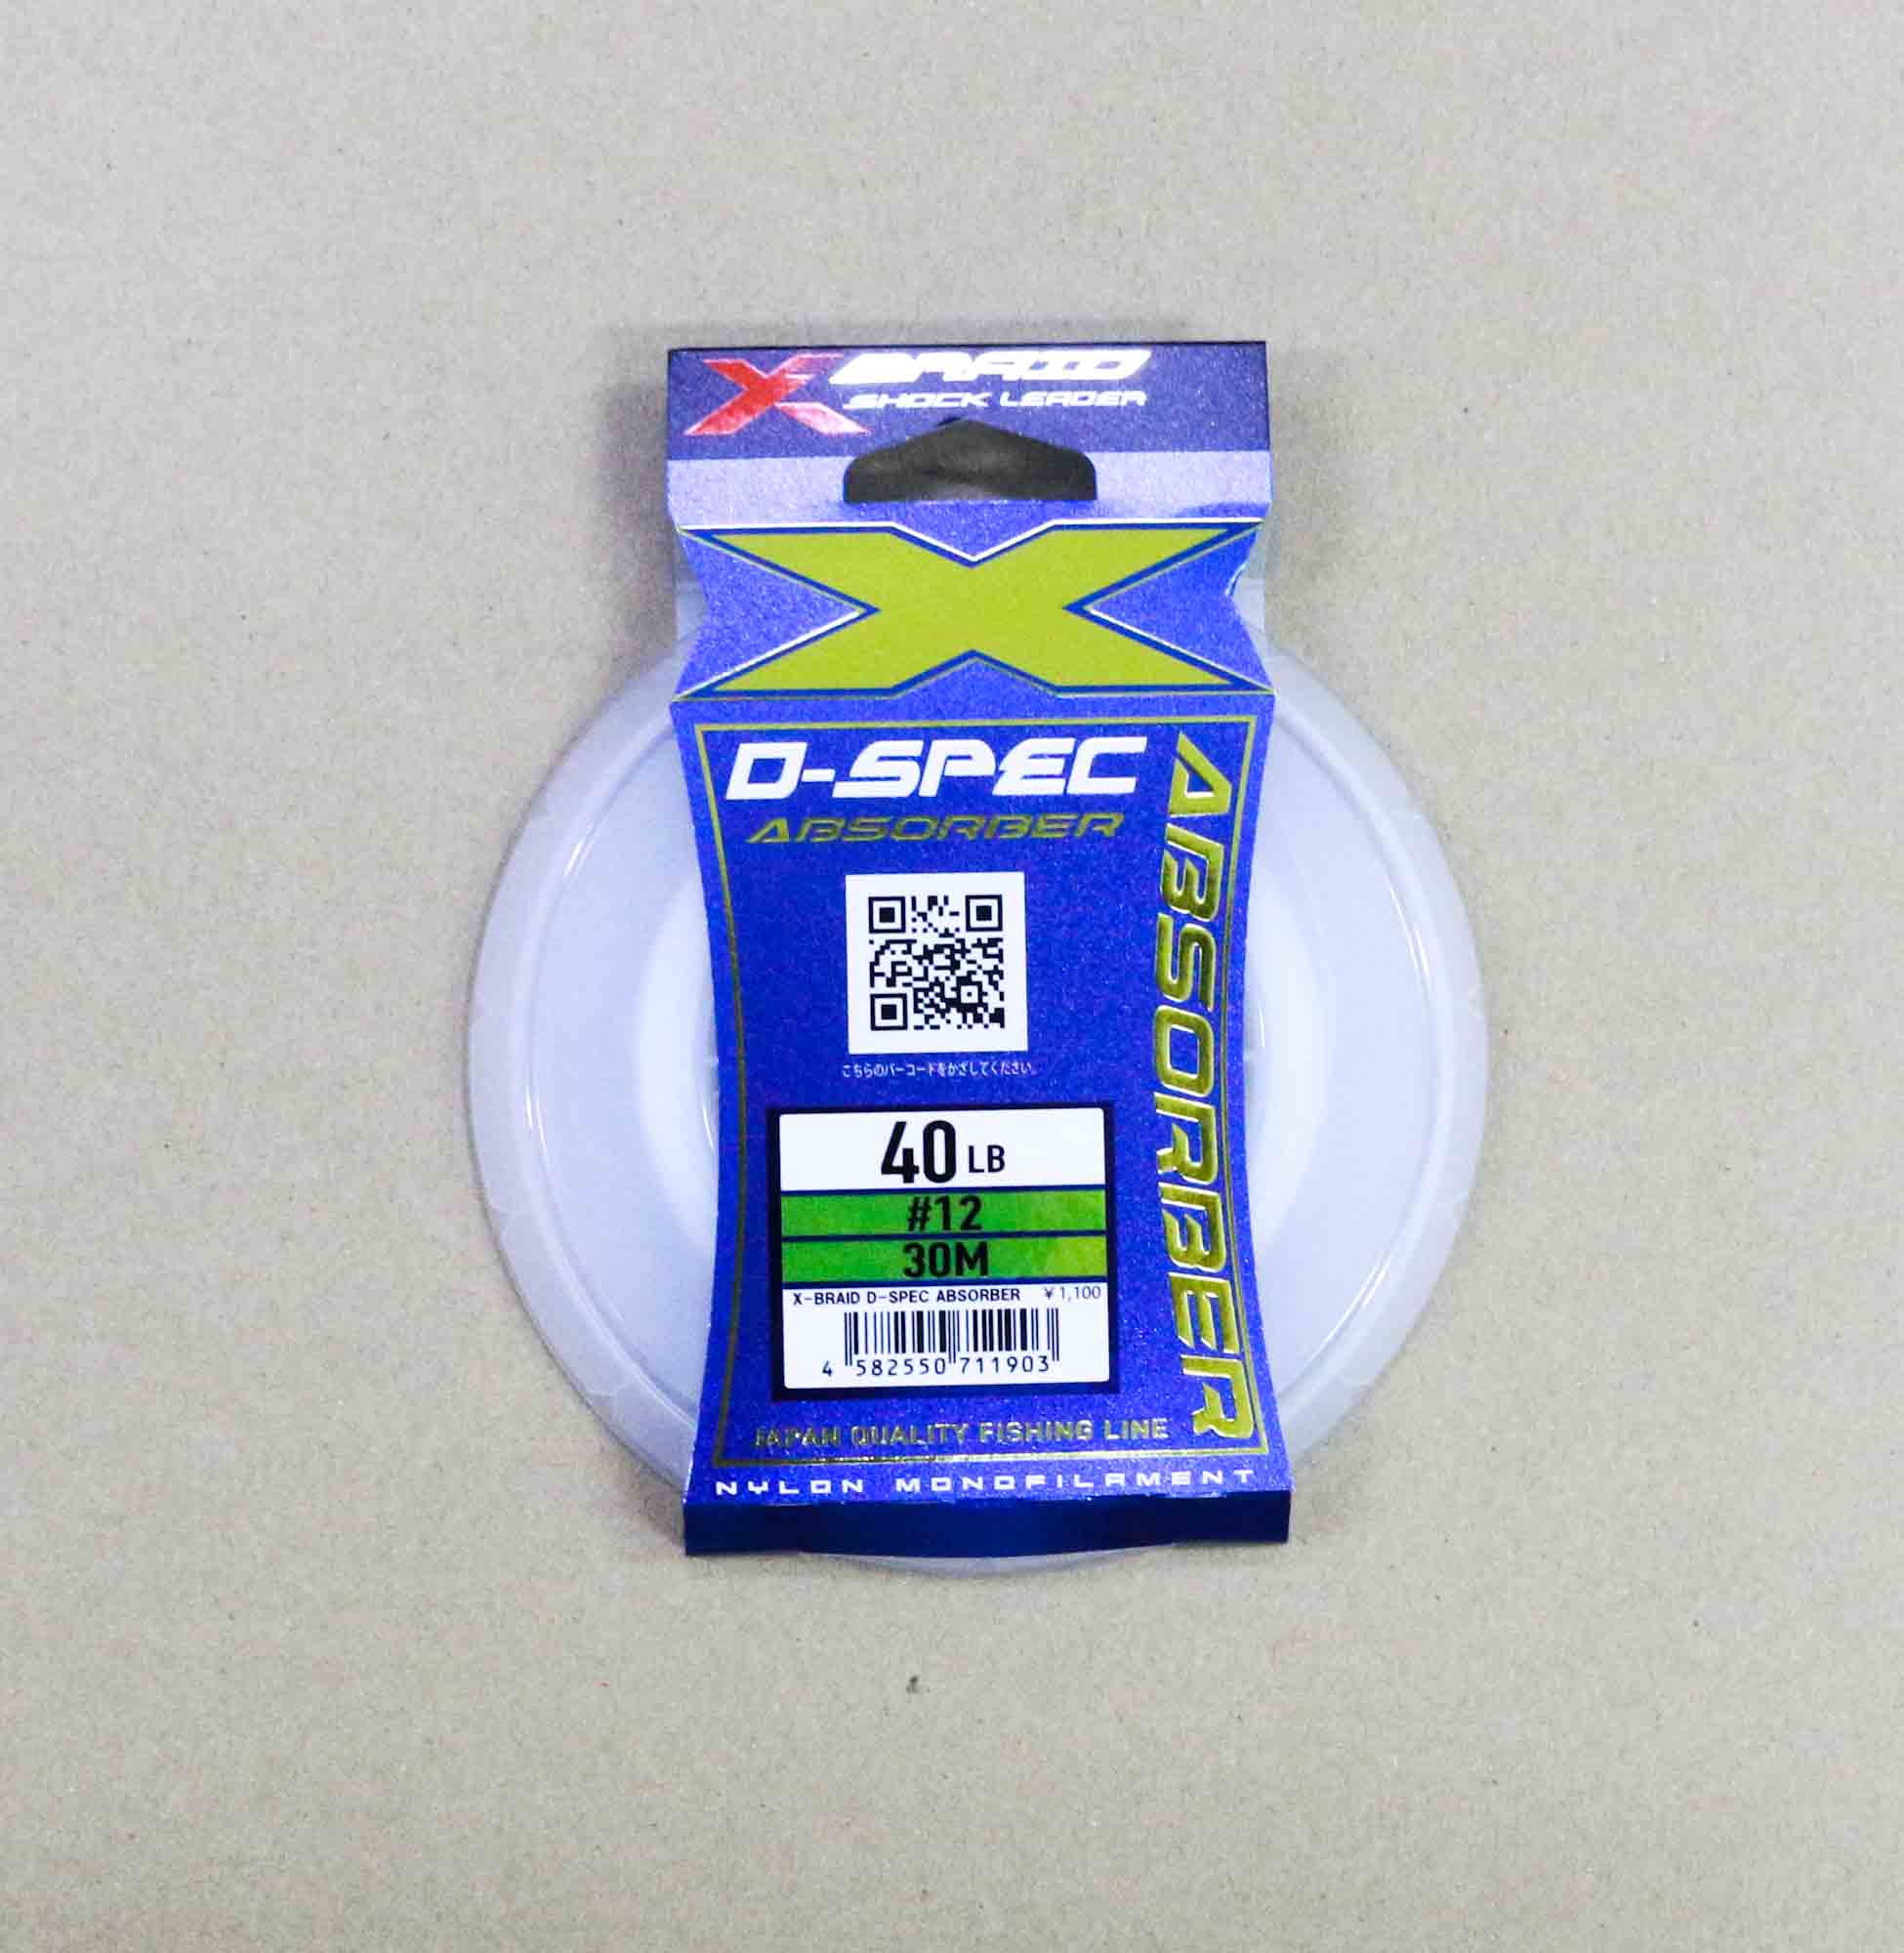 X BRAID
SHOCK LEADER
X
D-SPEC
ABSORBER
ABSORBER
こちらのバーコードをかざしてください。
40 LB
#12
30M
X-BRAID D-SPEC ABSORBER ¥1,100
4 582550 711903
JAPAN QUALITY FISHING LINE
NYLON MONOFILAMENT